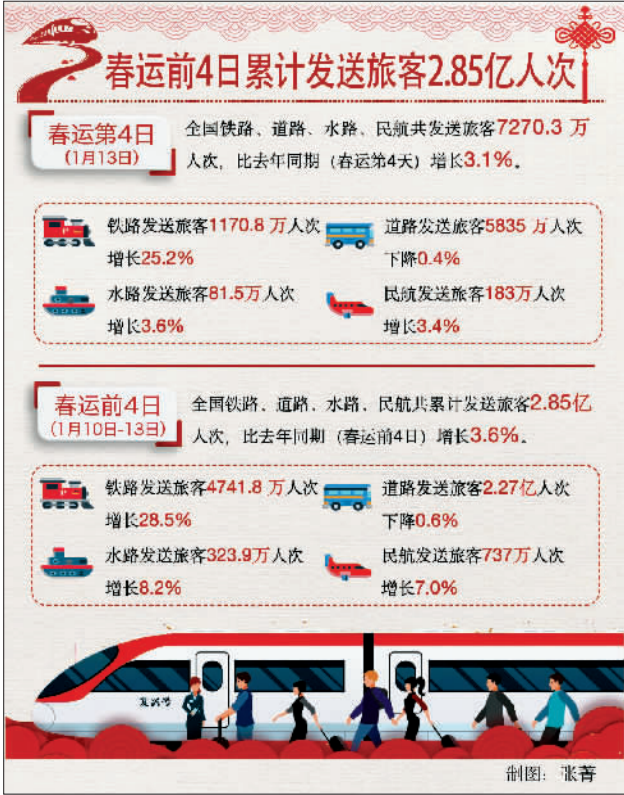 春运前4日累计发送旅客2.85亿人次
春运第4日
(1月13日)
全国铁路、道路、水路、民航共发送旅客7270.3 万
人次，比去年同期（春运第4天）增长3.1%。
铁路发送旅客1170.8 万人次
增长25.2%
道路发送旅客5835 万人次
下降0.4%
水路发送旅客81.5万人次
增长3.6%
民航发送旅客183万人次
增长3.4%
春运前4日
(1月10日-13日)
全国铁路、道路、水路、民航共累计发送旅客2.85亿
人次，比去年同期（春运前4日）增长3.6%。
铁路发送旅客4741.8 万人次
增长28.5%
道路发送旅客2.27亿人次
下降0.6%
水路发送旅客323.9万人次
增长8.2%
民航发送旅客737万人次
增长7.0%
复兴号
制图：张菁